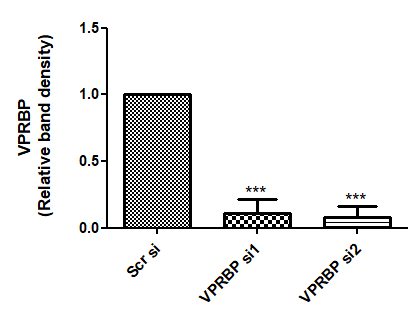 VPRBP
(Relative band density)
1.5
1.0
0.5
0.0
***
***
Scr si
VPRBP si1
VPRBP si2